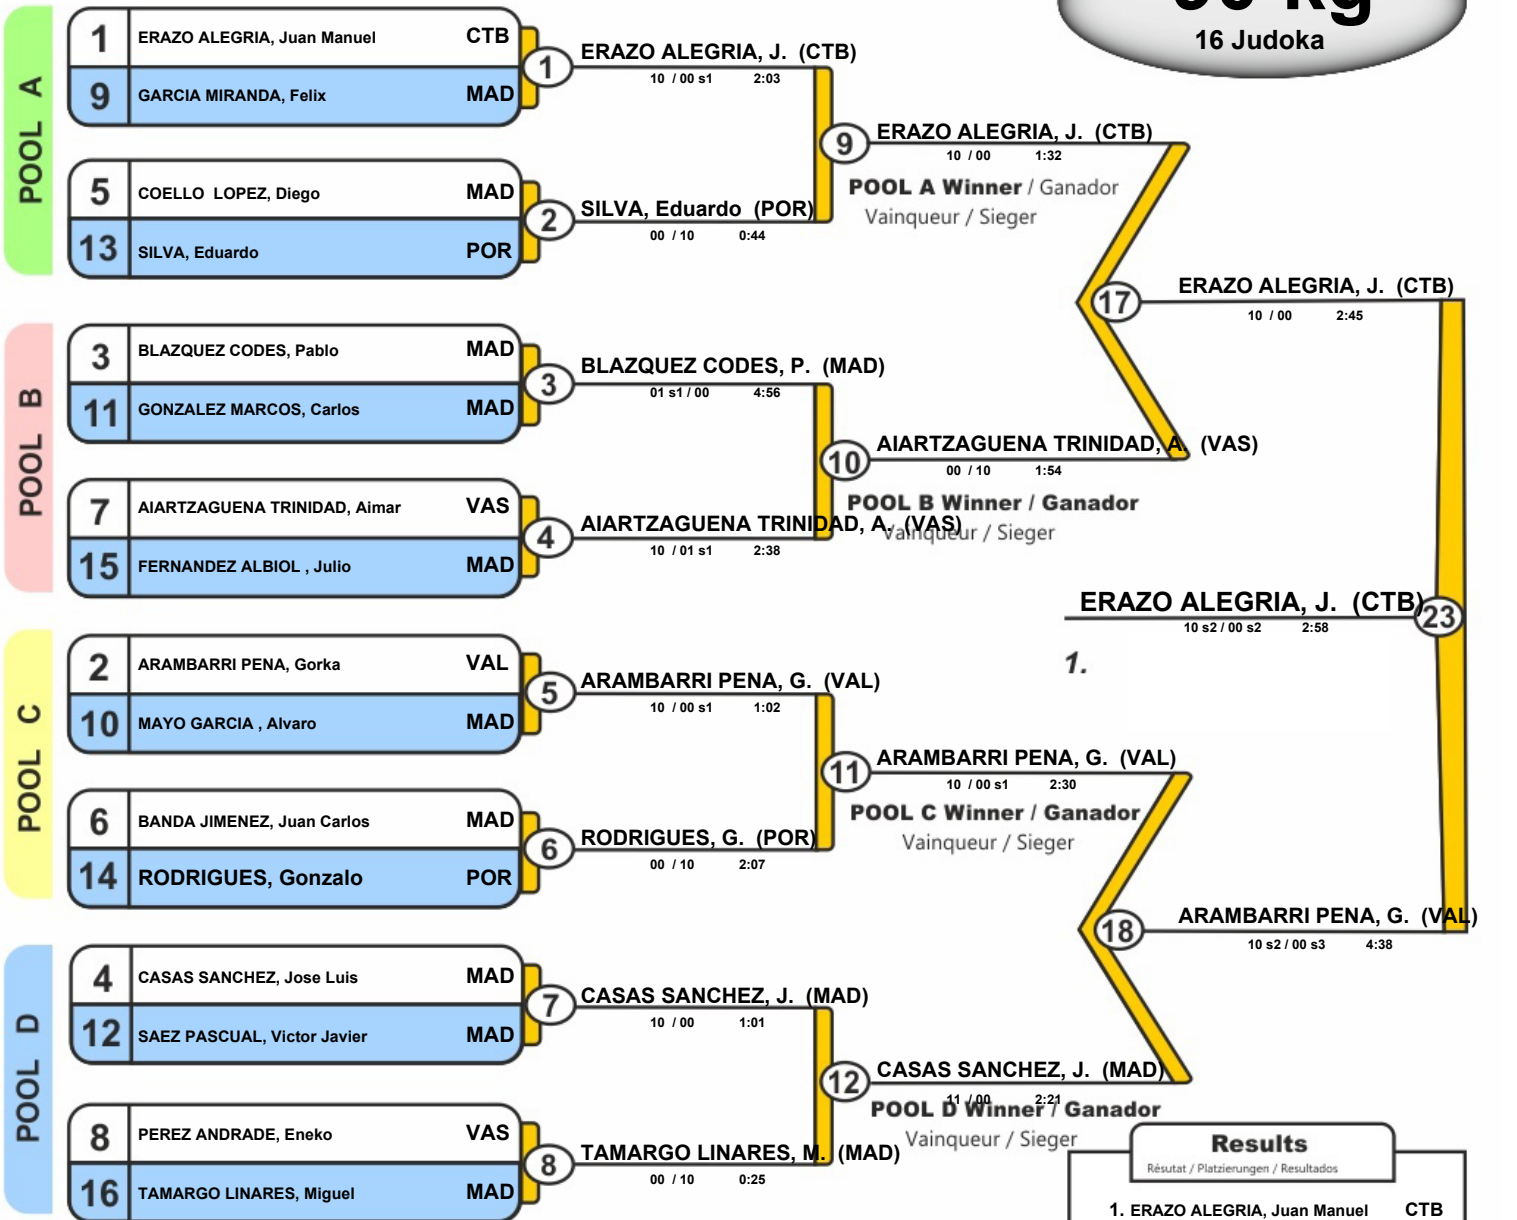 kg
16 Judoka
POOL A
1 ERAZO ALEGRIA, Juan Manuel CTB
9 GARCIA MIRANDA, Felix MAD
1
ERAZO ALEGRIA, J. (CTB)
10 / 00 s1 2:03
5 COELLO LOPEZ, Diego MAD
13 SILVA, Eduardo POR
2
SILVA, Eduardo (POR)
00 / 10 0:44
9
ERAZO ALEGRIA, J. (CTB)
10 / 00 1:32
POOL A Winner / Ganador
Vainqueur / Sieger
POOL B
3 BLAZQUEZ CODES, Pablo MAD
11 GONZALEZ MARCOS, Carlos MAD
3
BLAZQUEZ CODES, P. (MAD)
01 s1 / 00 4:56
7 AIARTZAGUENA TRINIDAD, Aimar VAS
15 FERNANDEZ ALBIOL , Julio MAD
4
AIARTZAGUENA TRINIDAD, A. (VAS)
10 / 01 s1 2:38
10
AIARTZAGUENA TRINIDAD, A. (VAS)
00 / 10 1:54
POOL B Winner / Ganador
Vainqueur / Sieger
17
ERAZO ALEGRIA, J. (CTB)
10 / 00 2:45
ERAZO ALEGRIA, J. (CTB)
23
10 s2 / 00 s2 2:58
1.
POOL C
2 ARAMBARRI PENA, Gorka VAL
10 MAYO GARCIA , Alvaro MAD
5
ARAMBARRI PENA, G. (VAL)
10 / 00 s1 1:02
6 BANDA JIMENEZ, Juan Carlos MAD
14 RODRIGUES, Gonzalo POR
6
RODRIGUES, G. (POR)
00 / 10 2:07
11
ARAMBARRI PENA, G. (VAL)
10 / 00 s1 2:30
POOL C Winner / Ganador
Vainqueur / Sieger
POOL D
4 CASAS SANCHEZ, Jose Luis MAD
12 SAEZ PASCUAL, Victor Javier MAD
7
CASAS SANCHEZ, J. (MAD)
10 / 00 1:01
8 PEREZ ANDRADE, Eneko VAS
16 TAMARGO LINARES, Miguel MAD
8
TAMARGO LINARES, M. (MAD)
00 / 10 0:25
12
CASAS SANCHEZ, J. (MAD)
11 / 00 2:21
POOL D Winner / Ganador
Vainqueur / Sieger
18
ARAMBARRI PENA, G. (VAL)
10 s2 / 00 s3 4:38
Results
Résutat / Platzierungen / Resultados
1. ERAZO ALEGRIA, Juan Manuel CTB